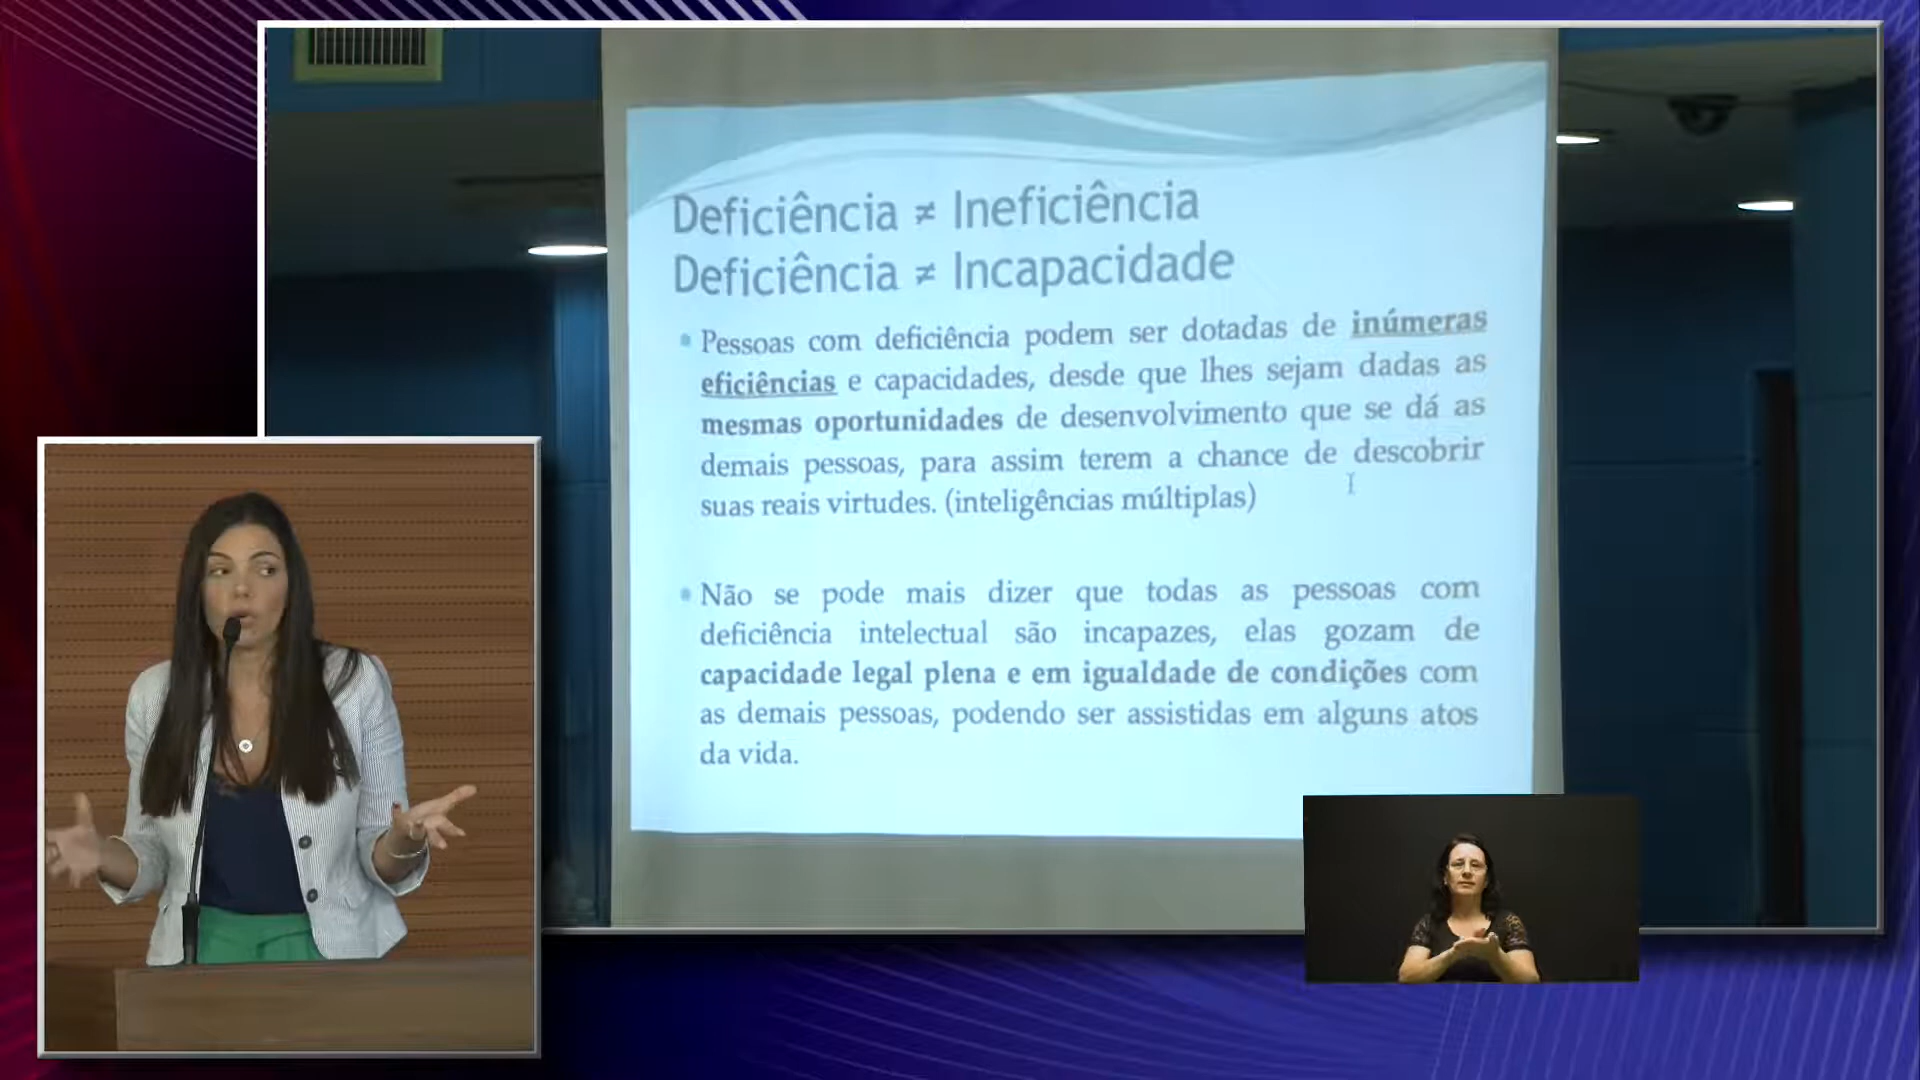 Deficiência ≠ Ineficiência
Deficiência ≠ Incapacidade
Pessoas com deficiência podem ser dotadas de inúmeras
eficiências e capacidades, desde que lhes sejam dadas as
mesmas oportunidades de desenvolvimento que se dá as
demais pessoas, para assim terem a chance de descobrir
suas reais virtudes. (inteligências múltiplas)
Não se pode mais dizer que todas as pessoas com
deficiência intelectual são incapazes, elas gozam de
capacidade legal plena e em igualdade de condições com
as demais pessoas, podendo ser assistidas em alguns atos
da vida.